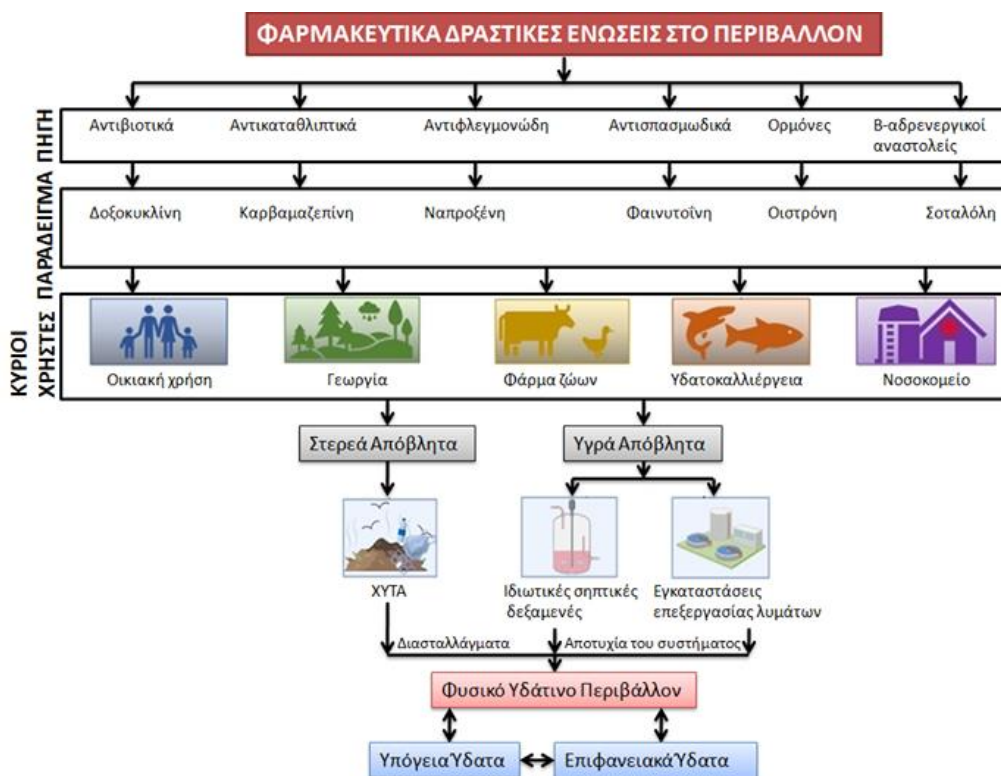 ΦΑΡΜΑΚΕΥΤΙΚΑ ΔΡΑΣΤΙΚΕΣ ΕΝΩΣΕΙΣ ΣΤΟ ΠΕΡΙΒΑΛΛΟΝ
ΠΗΓΗ
Αντιβιοτικά
Αντικαταθλιπτικά
Αντιφλεγμονώδη
Αντισπασμωδικά
Ορμόνες
Β-αδρενεργικοί
αναστολείς
ΠΑΡΑΔΕΙΓΜΑ
Δοξοκυκλίνη
Καρβαμαζεπίνη
Ναπροξένη
Φαινυτοΐνη
Οιστρόνη
Σοταλόλη
ΚΥΡΙΟΙ
ΧΡΗΣΤΕΣ
Οικιακή χρήση
Γεωργία
Φάρμα ζώων
Υδατοκαλλιέργεια
Νοσοκομείο
Στερεά Απόβλητα
Υγρά Απόβλητα
ΧΥΤΑ
Ιδιωτικές σηπτικές
δεξαμενές
Εγκαταστάσεις
επεξεργασίας λυμάτων
Διασταλλάγματα
Αποτυχία του συστήματος
Φυσικό Υδάτινο Περιβάλλον
Υπόγεια Ύδατα
Επιφανειακά Ύδατα